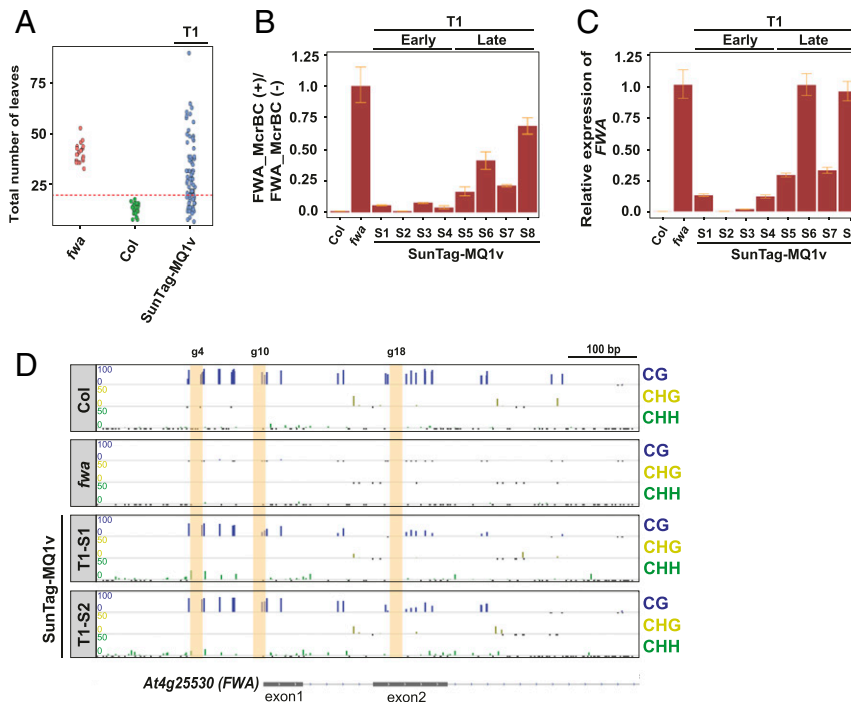 A
T1
Total number of leaves
75
50
25
fwa
Col
SunTag-MQ1v
B
T1
Early
Late
FWA_McrBC (+)/
FWA_McrBC (-)
1.25
1.00
0.75
0.50
0.25
0.0
Col
fwa
S1
S2
S3
S4
S5
S6
S7
S8
SunTag-MQ1v
C
T1
Early
Late
Relative expression of
FWA
1.25
1.00
0.75
0.50
0.25
0.0
Col
fwa
S1
S2
S3
S4
S5
S6
S7
SunTag-MQ1v
D
g4
g10
g18
100 bp
Col
100
0
50
0
50
0
CG
CHG
CHH
fwa
100
0
50
0
50
0
CG
CHG
CHH
SunTag-MQ1v
T1-S1
100
0
50
0
50
0
CG
CHG
CHH
T1-S2
100
0
50
0
50
0
CG
CHG
CHH
At4g25530 (FWA)
exon1
exon2